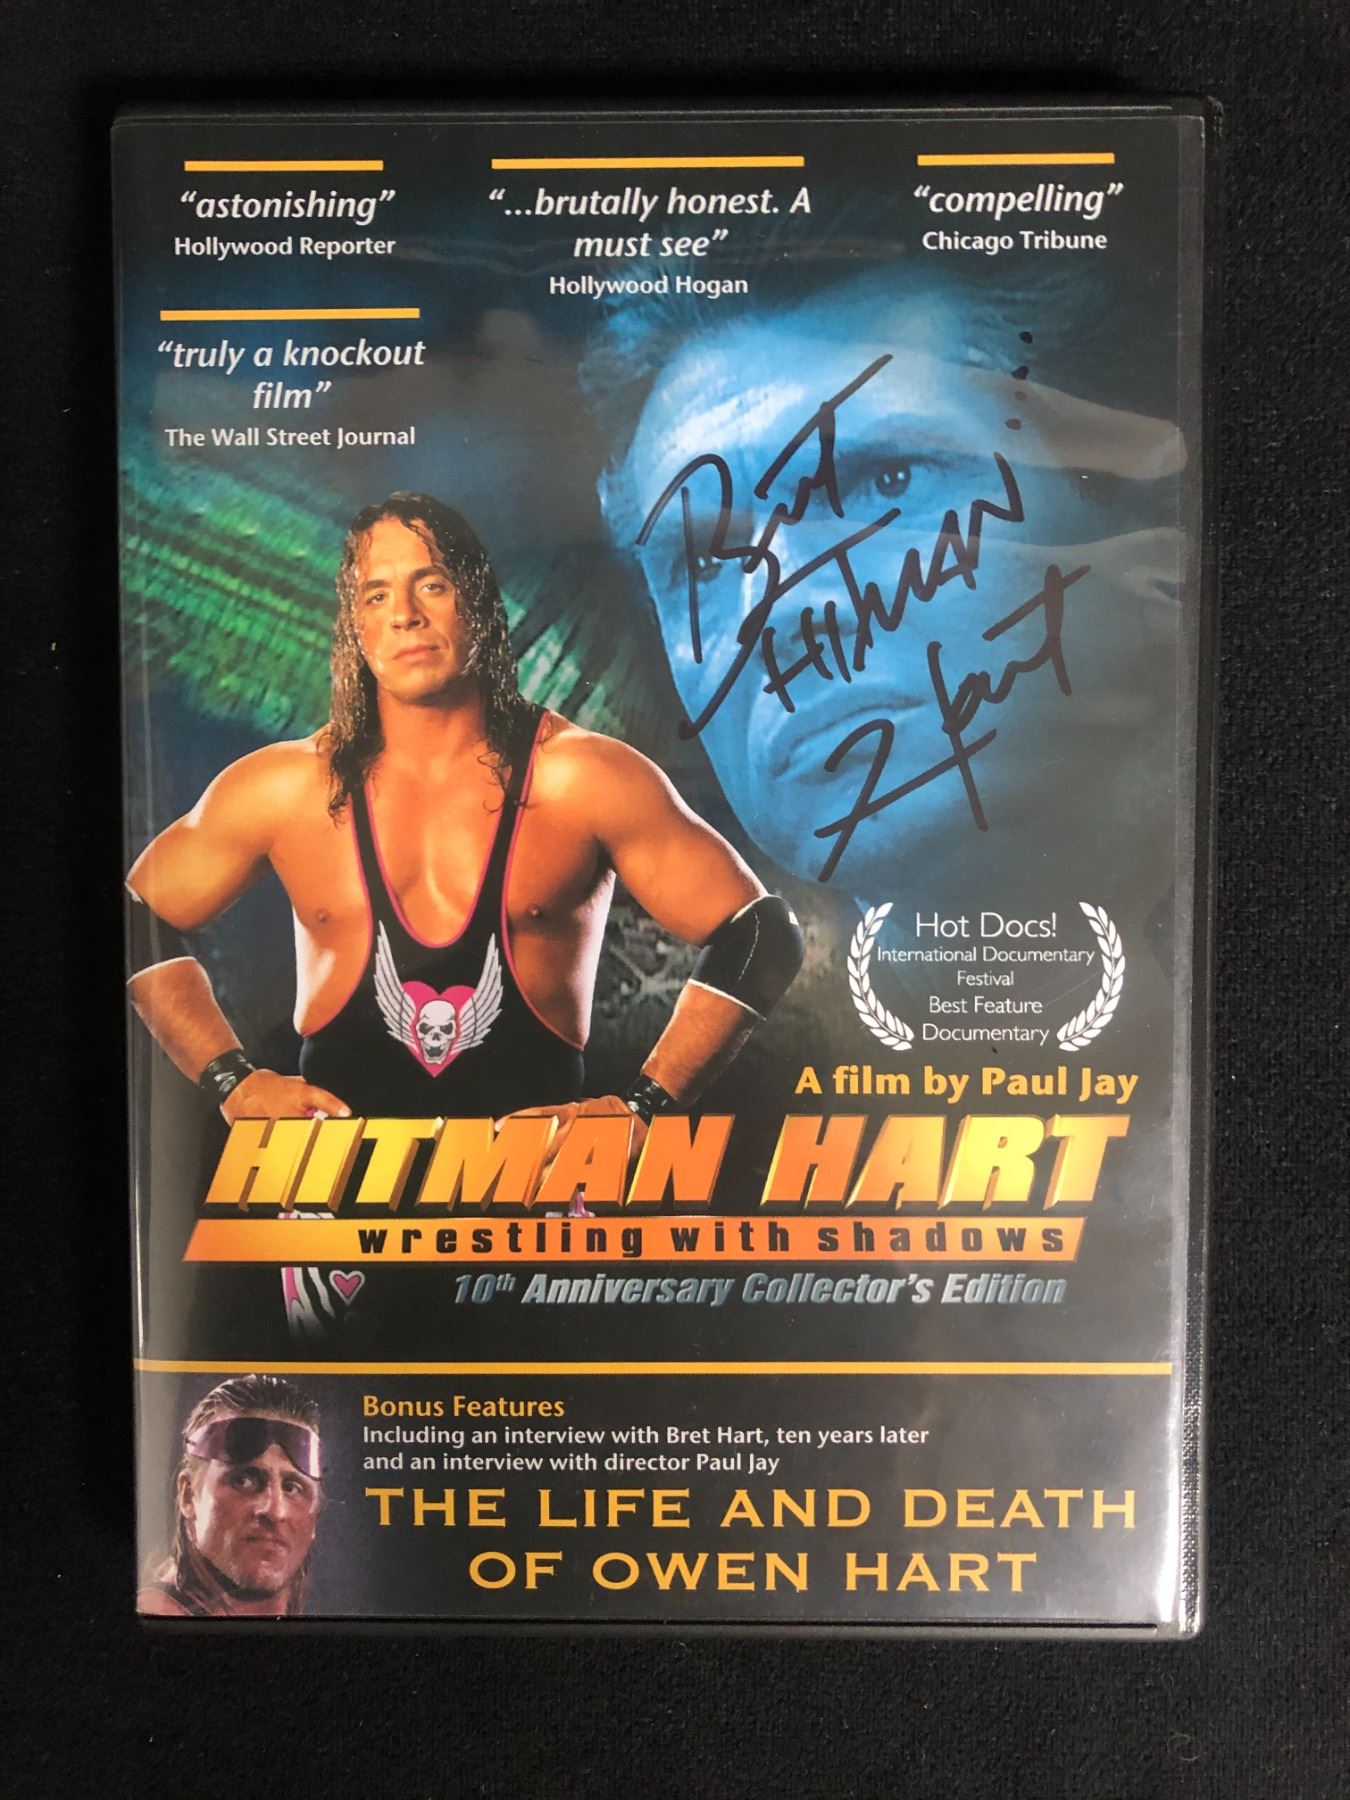 “astonishing”
Hollywood Reporter
“...brutally honest. A
must see”
Hollywood Hogan
“compelling”
Chicago Tribune
“truly a knockout
film”
The Wall Street Journal
Bret
HITMAN
Hart
Hot Docs!
International Documentary
Festival
Best Feature
Documentary
A film by Paul Jay
HITMAN HART
wrestling with shadows
10th Anniversary Collector's Edition
Bonus Features
Including an interview with Bret Hart, ten years later
and an interview with director Paul Jay
THE LIFE AND DEATH
OF OWEN HART